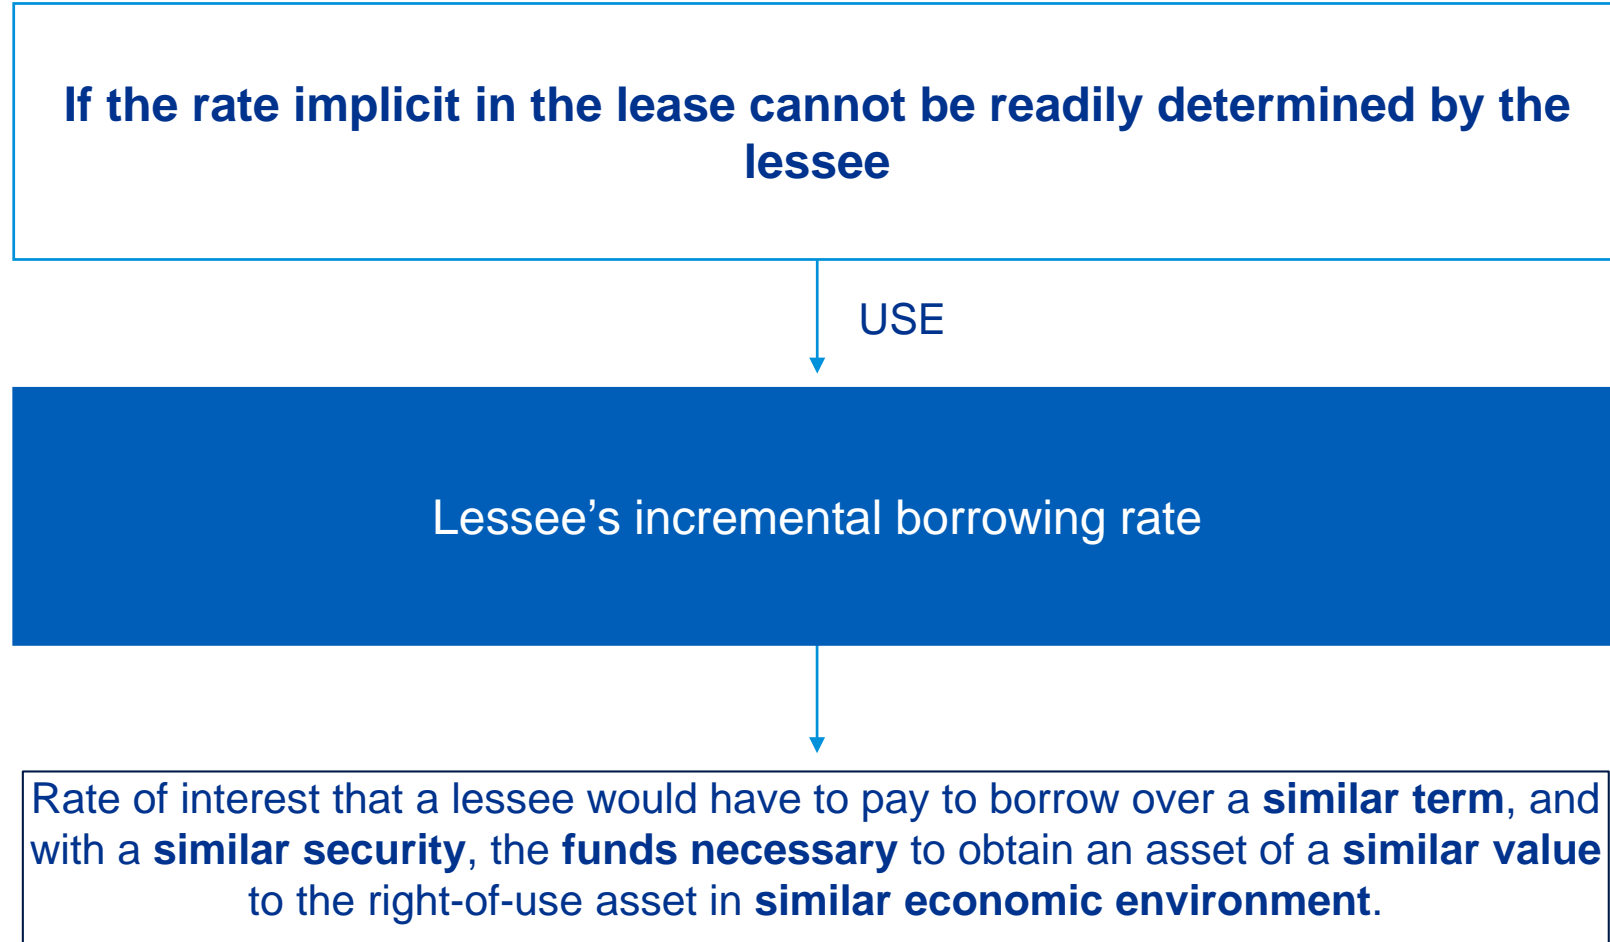 If the rate implicit in the lease cannot be readily determined by the
lessee
USE
Lessee’s incremental borrowing rate
Rate of interest that a lessee would have to pay to borrow over a similar term, and
with a similar security, the funds necessary to obtain an asset of a similar value
to the right-of-use asset in similar economic environment.